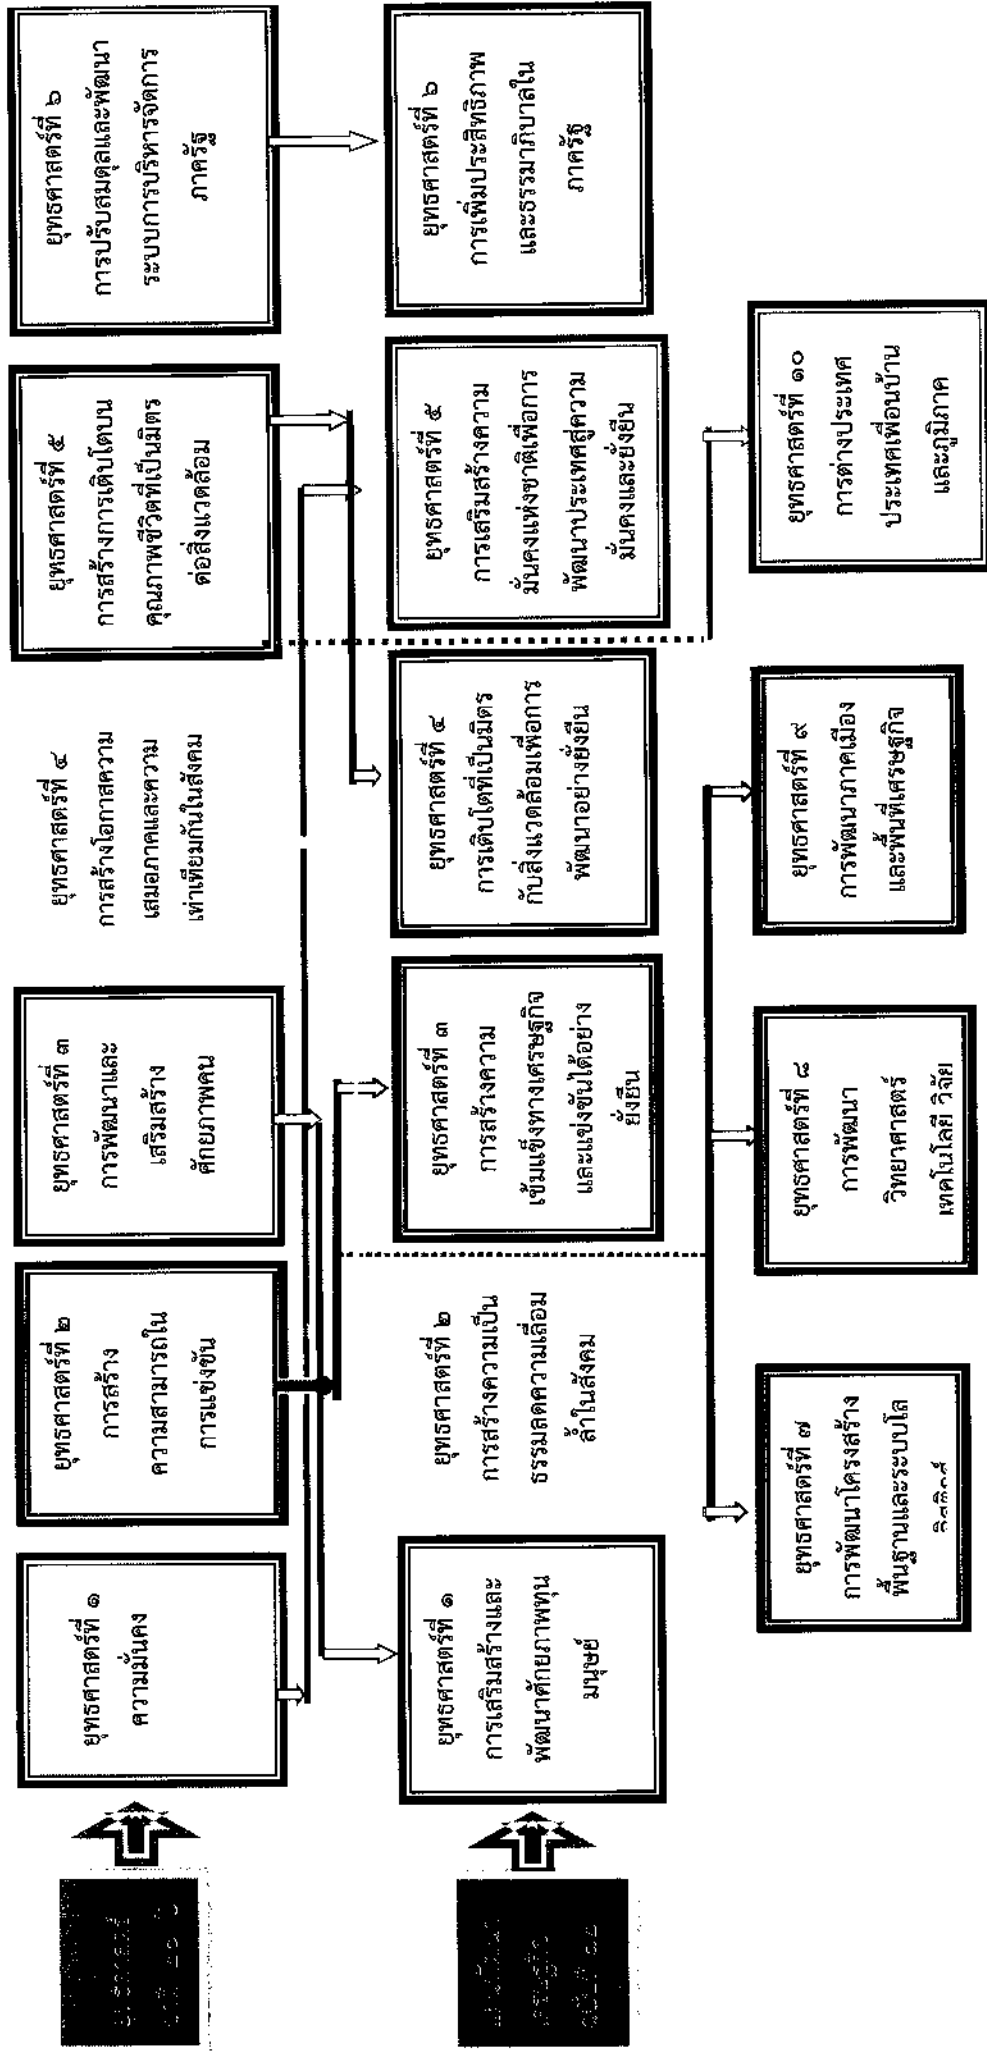 ยุทธศาสตร์ที่ ๑
ความมั่นคง
ยุทธศาสตร์ที่ ๒
การสร้าง
ความสามารถใน
การแข่งขัน
ยุทธศาสตร์ที่ ๓
การพัฒนาและ
เสริมสร้าง
ศักยภาพคน
ยุทธศาสตร์ที่ ๔
การสร้างโอกาสความ
เสมอภาคและความ
เท่าเทียมกันในสังคม
ยุทธศาสตร์ที่ ๕
การสร้างการเติบโตบน
คุณภาพชีวิตที่เป็นมิตร
ต่อสิ่งแวดล้อม
ยุทธศาสตร์ที่ ๖
การปรับสมดุลและพัฒนา
ระบบการบริหารจัดการ
ภาครัฐ
ยุทธศาสตร์ที่ ๑
การเสริมสร้างและ
พัฒนาศักยภาพทุน
มนุษย์
ยุทธศาสตร์ที่ ๒
การสร้างความเป็น
ธรรมลดความเลื่อม
ล้ำในสังคม
ยุทธศาสตร์ที่ ๓
การสร้างความ
เข้มแข็งทางเศรษฐกิจ
และแข่งขันได้อย่าง
ยั่งยืน
ยุทธศาสตร์ที่ ๔
การเติบโตที่เป็นมิตร
กับสิ่งแวดล้อมเพื่อการ
พัฒนาอย่างยั่งยืน
ยุทธศาสตร์ที่ ๕
การเสริมสร้างความ
มั่นคงแห่งชาติเพื่อการ
พัฒนาประเทศสู่ความ
มั่นคงและยั่งยืน
ยุทธศาสตร์ที่ ๖
การเพิ่มประสิทธิภาพ
และธรรมาภิบาลใน
ภาครัฐ
ยุทธศาสตร์ที่ ๗
การพัฒนาโครงสร้าง
พื้นฐานและระบบโล
ยุทธศาสตร์ที่ ๘
การพัฒนา
วิทยาศาสตร์
เทคโนโลยี วิจัย
ยุทธศาสตร์ที่ ๙
การพัฒนาภาคเมือง
และพื้นที่เศรษฐกิจ
ยุทธศาสตร์ที่ ๑๐
การต่างประเทศ
ประเทศเพื่อนบ้าน
และภูมิภาค